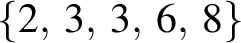 {2, 3, 3, 6, 8}